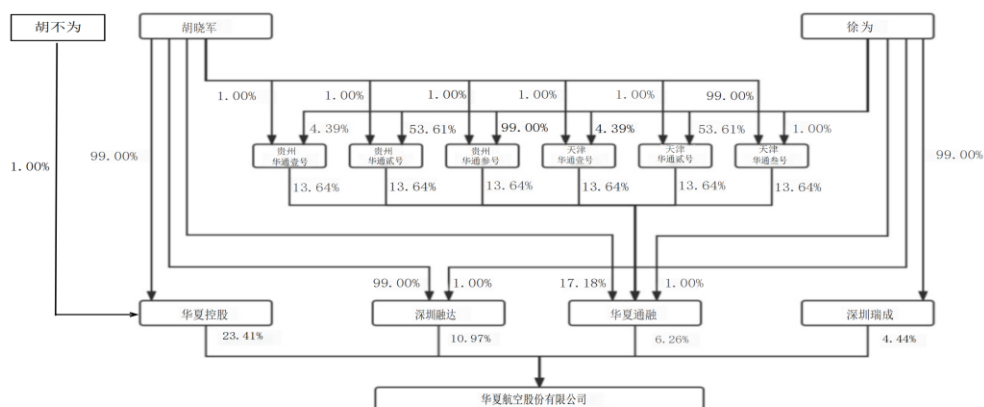 胡不为
胡晓军
徐为
1.00% 1.00% 1.00% 1.00% 1.00% 99.00%
4.39% 53.61% 99.00% 4.39% 53.61% 1.00%
贵州
华通壹号
贵州
华通贰号
贵州
华通叁号
天津
华通壹号
天津
华通贰号
天津
华通叁号
1.00%
99.00%
99.00%
13.64% 13.64% 13.64% 13.64% 13.64% 13.64%
99.00% 1.00% 17.18% 1.00%
华夏控股
深圳融达
华夏通融
深圳瑞成
23.41% 10.97% 6.26% 4.44%
华夏航空股份有限公司